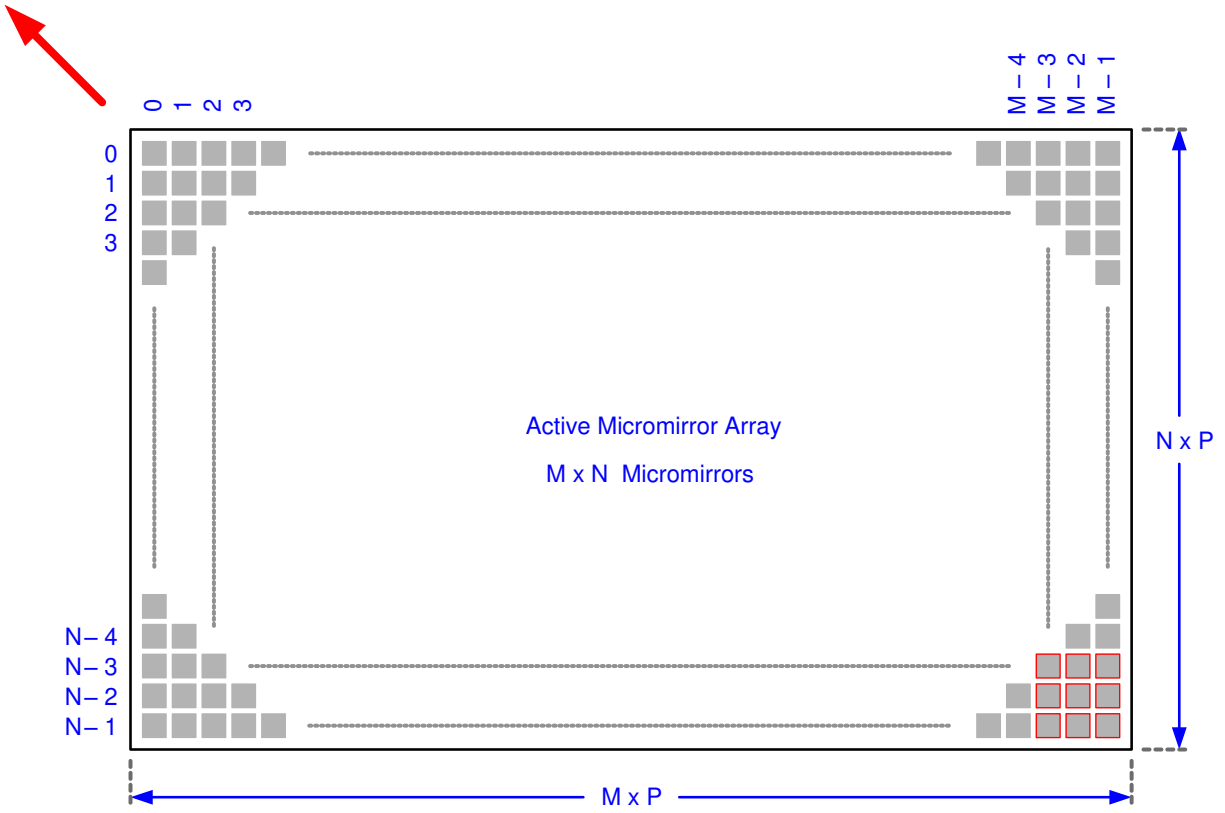 0 1 2 3
M – 4 M – 3 M – 2 M – 1
0
1
2
3
Active Micromirror Array
N x P
M x N Micromirrors
N – 4
N – 3
N – 2
N – 1
M x P